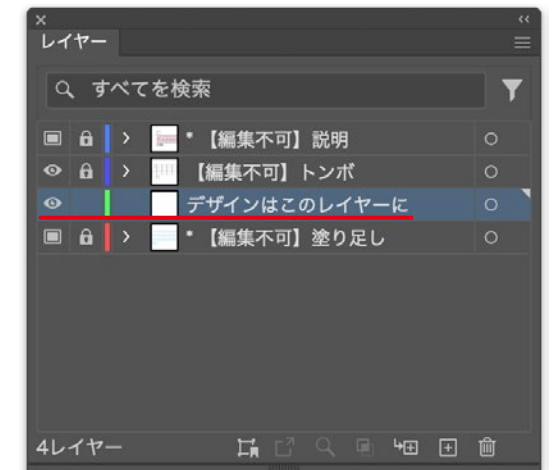 レイヤー
すべてを検索
* 【編集不可】説明
【編集不可】トンボ
デザインはこのレイヤーに
* 【編集不可】塗り足し
4レイヤー